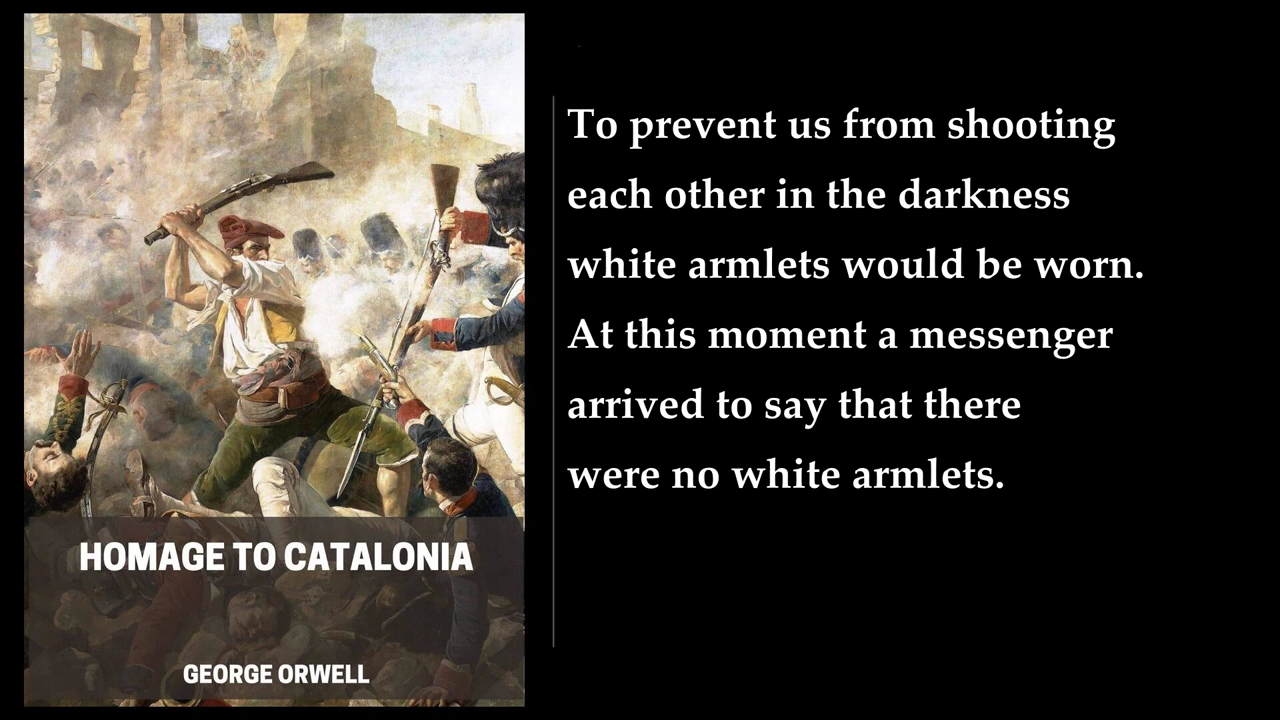 HOMAGE TO CATALONIA
GEORGE ORWELL
To prevent us from shooting
each other in the darkness
white armlets would be worn.
At this moment a messenger
arrived to say that there
were no white armlets.